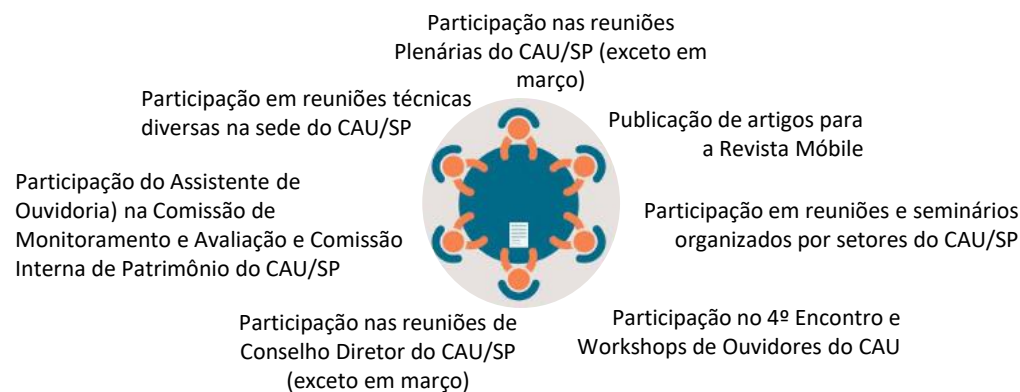 Participação nas reuniões
Plenárias do CAU/SP (exceto em
março)
Participação em reuniões técnicas
diversas na sede do CAU/SP
Publicação de artigos para
a Revista Móbile
Participação do Assistente de
Ouvidoria) na Comissão de
Monitoramento e Avaliação e Comissão
Interna de Patrimônio do CAU/SP
Participação em reuniões e seminários
organizados por setores do CAU/SP
Participação nas reuniões de
Conselho Diretor do CAU/SP
(exceto em março)
Participação no 4º Encontro e
Workshops de Ouvidores do CAU